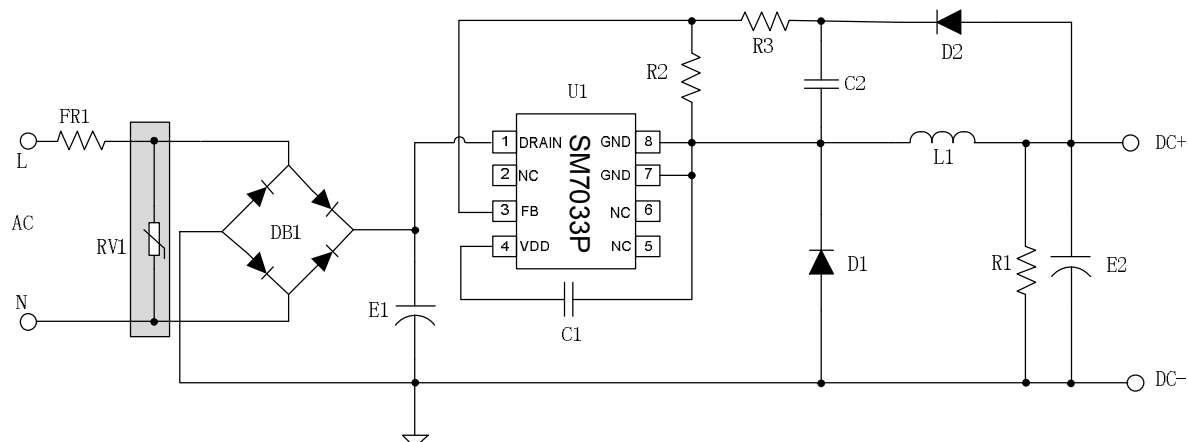 R3
D2
R2
C2
U1
FR1
L
1 DRAIN
GND 8
L1
DC+
2 NC
GND 7
SM7033P
3 FB
NC 6
AC
RV1
DB1
4 VDD
NC 5
D1
R1
E2
N
E1
C1
DC-